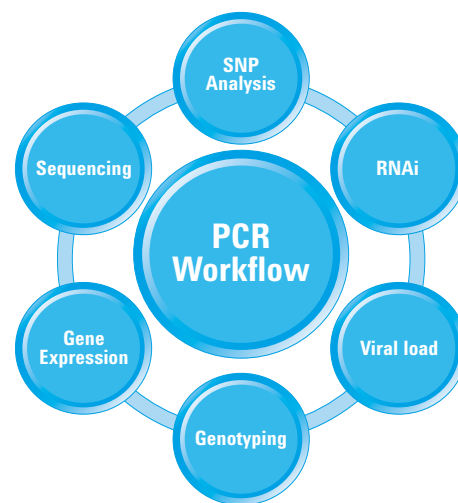 SNP
Analysis
Sequencing
RNAi
PCR
Workflow
Gene
Expression
Viral load
Genotyping